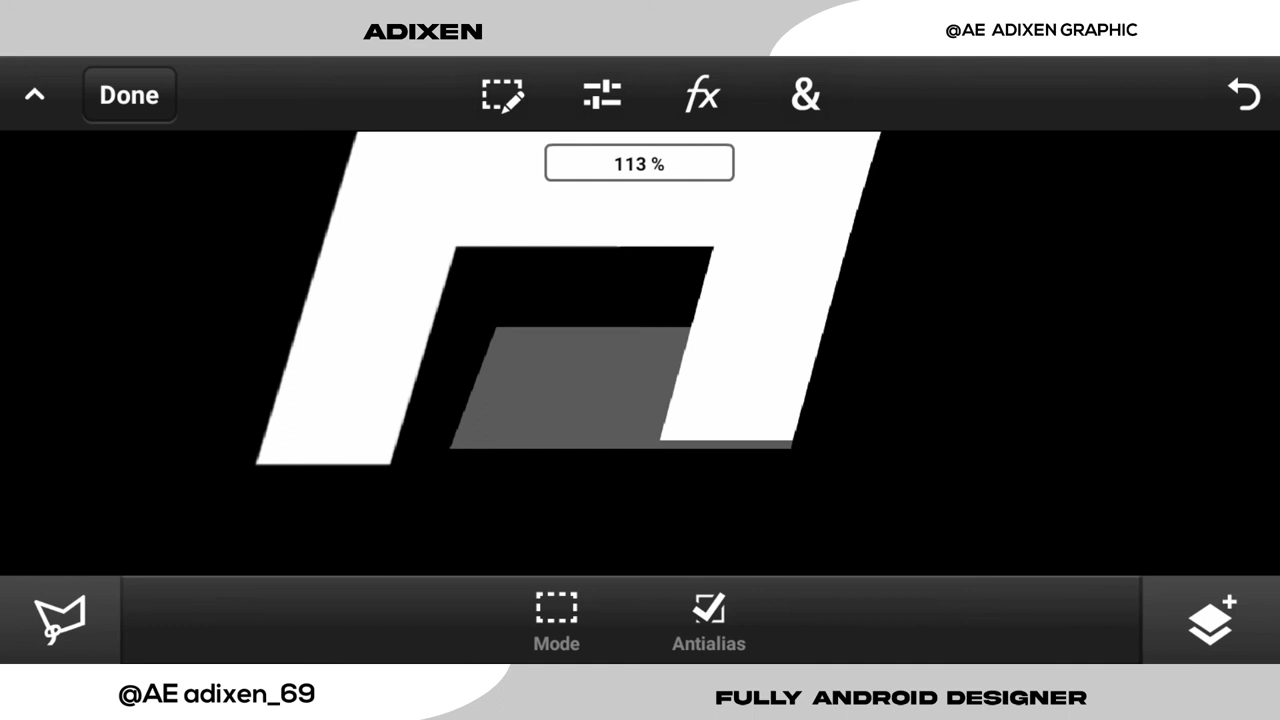 ADIXEN
@AE ADIXEN GRAPHIC
Done
fx
&
113 %
Mode
Antialias
@AE adixen_69
FULLY ANDROID DESIGNER